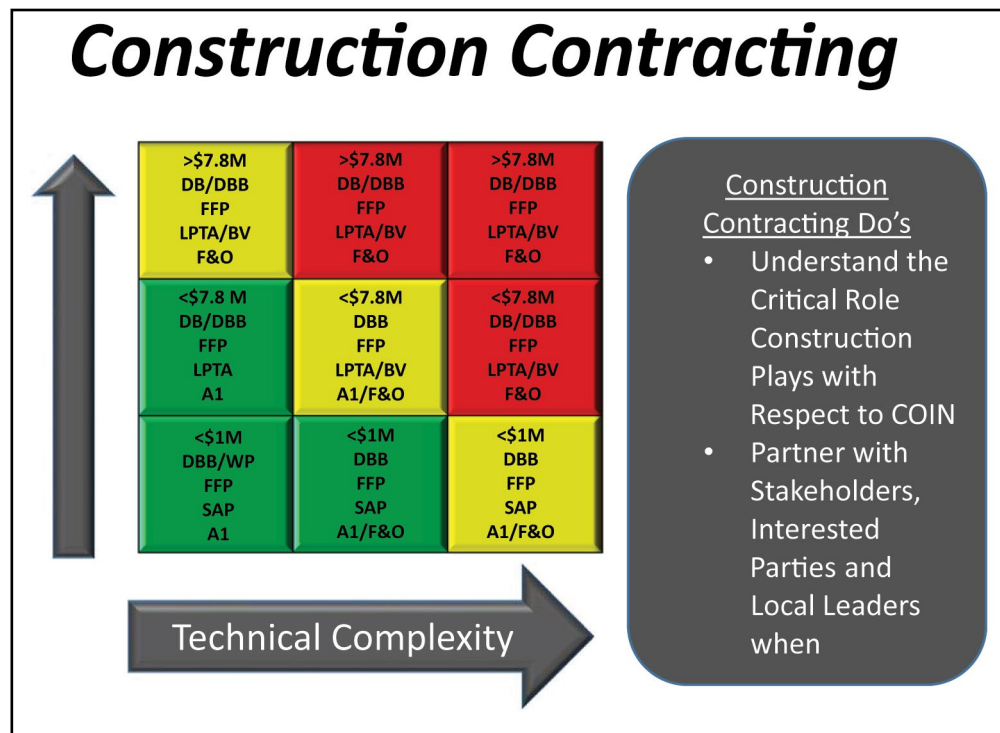 Construction Contracting
>$7.8M
DB/DBB
FFP
LPTA/BV
F&O
>$7.8M
DB/DBB
FFP
LPTA/BV
F&O
>$7.8M
DB/DBB
FFP
LPTA/BV
F&O
<$7.8 M
DB/DBB
FFP
LPTA
A1
<$7.8M
DBB
FFP
LPTA/BV
A1/F&O
<$7.8M
DB/DBB
FFP
LPTA/BV
F&O
<$1M
DBB/WP
FFP
SAP
A1
<$1M
DBB
FFP
SAP
A1/F&O
<$1M
DBB
FFP
SAP
A1/F&O
Technical Complexity
Construction
Contracting Do’s
• Understand the
Critical Role
Construction
Plays with
Respect to COIN
• Partner with
Stakeholders,
Interested
Parties and
Local Leaders
when